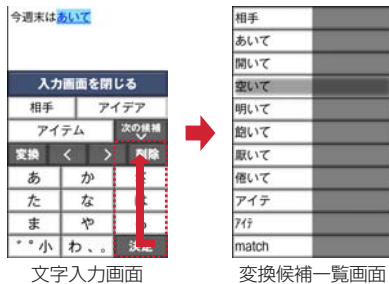 今週末はあいて
入力画面を閉じる
相手 アイデア
アイテム 次の候補
変換 < > 削除
あ か
た な は
ま や
゛゜小 わ、。 決定
文字入力画面
相手
あいて
開いて
空いて
明いて
飽いて
厭いて
倦いて
アイテ
ｱｲﾃ
match
変換候補一覧画面